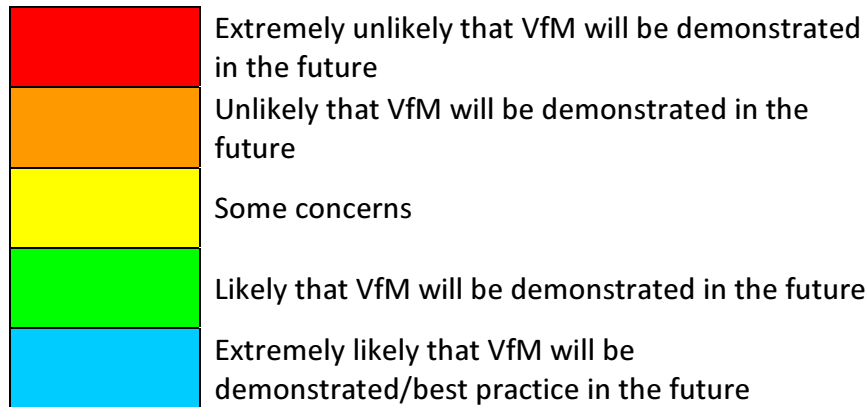 Extremely unlikely that VfM will be demonstrated
in the future
Unlikely that VfM will be demonstrated in the
future
Some concerns
Likely that VfM will be demonstrated in the future
Extremely likely that VfM will be
demonstrated/best practice in the future